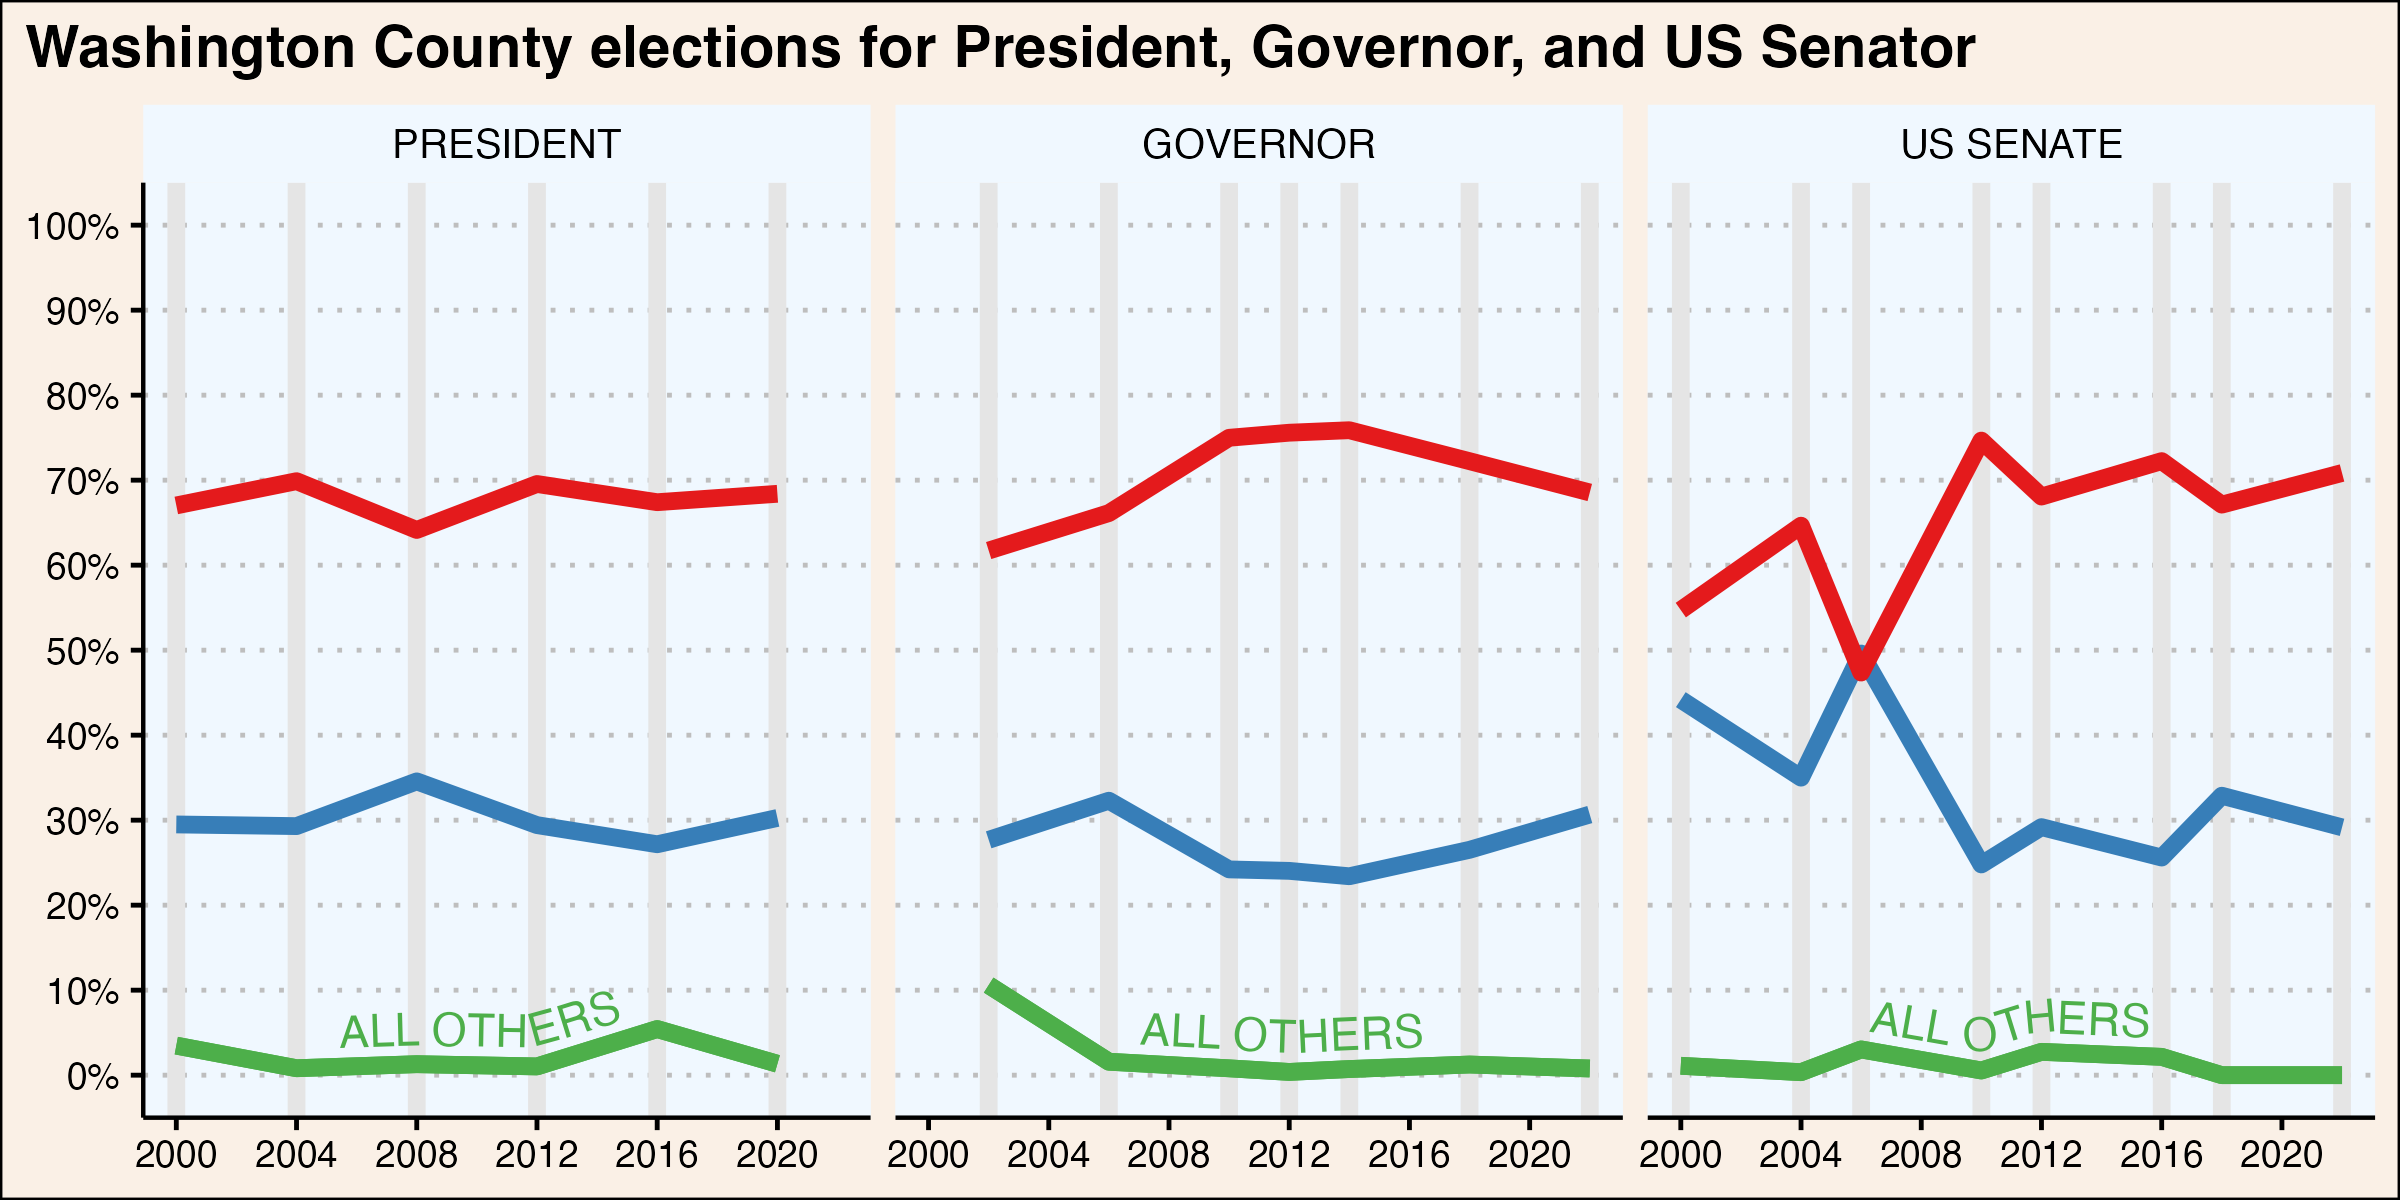 Washington County elections for President, Governor, and US Senator
PRESIDENT GOVERNOR US SENATE
100%
90%
80%
70%
60%
50%
40%
30%
20%
10%
0%
ALL OTHERS ALL OTHERS ALL OTHERS
2000 2004 2008 2012 2016 2020 2000 2004 2008 2012 2016 2020 2000 2004 2008 2012 2016 2020